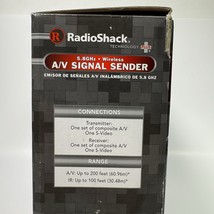 R RadioShack
TECHNOLOGY PLUS
5.8GHz • Wireless
A/V SIGNAL SENDER
EMISOR DE SEÑALES A/V INALAMBRICO DE 5,8 GHZ
CONNECTIONS
Transmitter:
One set of composite A/V
One S-Video
Receiver:
One set of composite A/V
One S-Video
RANGE
A/V: Up to 200 feet (60.96m)*
IR: Up to 100 feet (30.48m)*